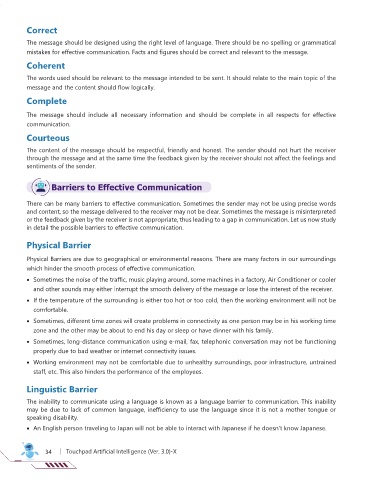 Correct
The message should be designed using the right level of language. There should be no spelling or grammatical
mistakes for effective communication. Facts and figures should be correct and relevant to the message.
Coherent
The words used should be relevant to the message intended to be sent. It should relate to the main topic of the
message and the content should flow logically.
Complete
The message should include all necessary information and should be complete in all respects for effective
communication.
Courteous
The content of the message should be respectful, friendly and honest. The sender should not hurt the receiver
through the message and at the same time the feedback given by the receiver should not affect the feelings and
sentiments of the sender.
Barriers to Effective Communication
There can be many barriers to effective communication. Sometimes the sender may not be using precise words
and content, so the message delivered to the receiver may not be clear. Sometimes the message is misinterpreted
or the feedback given by the receiver is not appropriate, thus leading to a gap in communication. Let us now study
in detail the possible barriers to effective communication.
Physical Barrier
Physical Barriers are due to geographical or environmental reasons. There are many factors in our surroundings
which hinder the smooth process of effective communication.
• Sometimes the noise of the traffic, music playing around, some machines in a factory, Air Conditioner or cooler
and other sounds may either interrupt the smooth delivery of the message or lose the interest of the receiver.
• If the temperature of the surrounding is either too hot or too cold, then the working environment will not be
comfortable.
• Sometimes, different time zones will create problems in connectivity as one person may be in his working time
zone and the other may be about to end his day or sleep or have dinner with his family.
• Sometimes, long-distance communication using e-mail, fax, telephonic conversation may not be functioning
properly due to bad weather or internet connectivity issues.
• Working environment may not be comfortable due to unhealthy surroundings, poor infrastructure, untrained
staff, etc. This also hinders the performance of the employees.
Linguistic Barrier
The inability to communicate using a language is known as a language barrier to communication. This inability
may be due to lack of common language, inefficiency to use the language since it is not a mother tongue or
speaking disability.
• An English person traveling to Japan will not be able to interact with Japanese if he doesn't know Japanese.
34 | Touchpad Artificial Intelligence (Ver. 3.0)-X